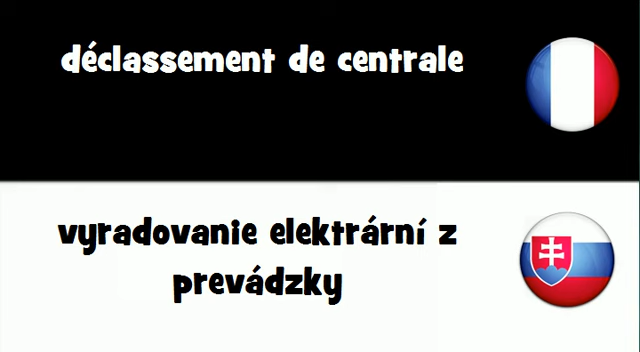 déclassement de centrale
vyradovanie elektrární z
prevádzky